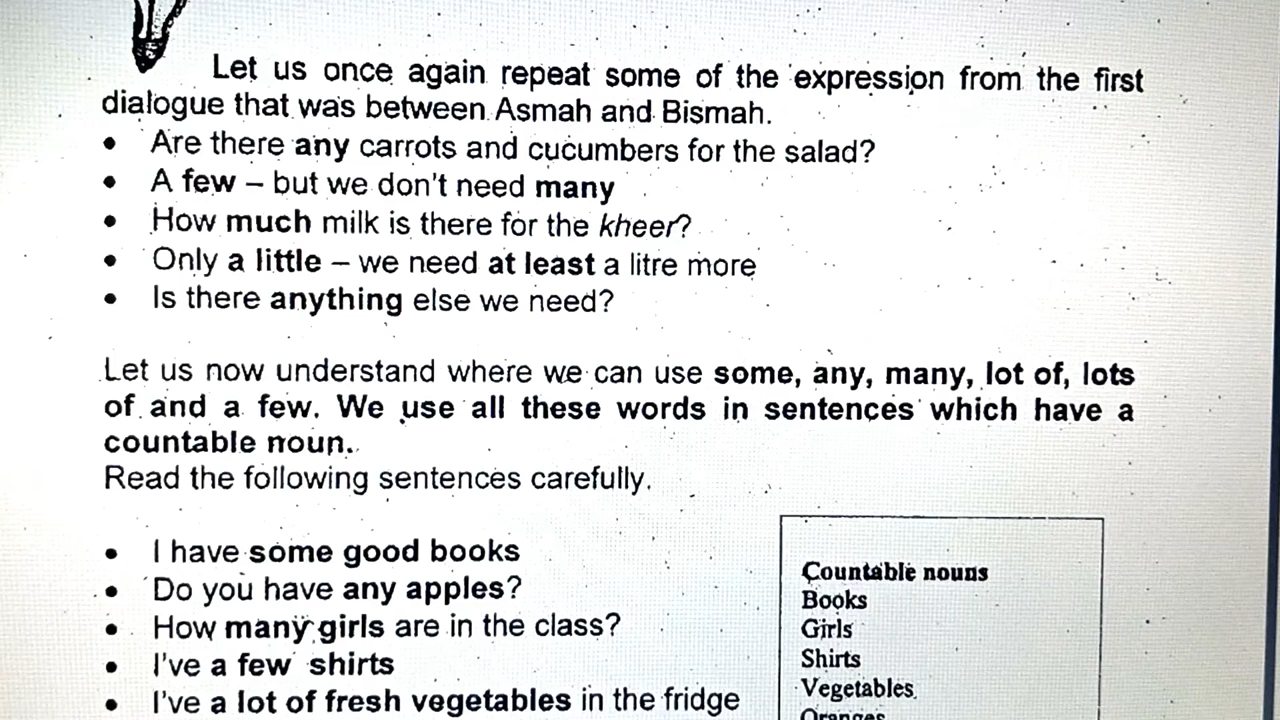 Let us once again repeat some of the expression from the first
dialogue that was between Asmah and Bismah.
• Are there any carrots and cucumbers for the salad?
• A few – but we don't need many
• How much milk is there for the kheer?
• Only a little – we need at least a litre more
• Is there anything else we need?
Let us now understand where we can use some, any, many, lot of, lots
of and a few. We use all these words in sentences which have a
countable noun.
Read the following sentences carefully.
• I have some good books
• Do you have any apples?
• How many girls are in the class?
• I've a few shirts
• I've a lot of fresh vegetables in the fridge
Countable nouns
Books
Girls
Shirts
Vegetables
Oranges